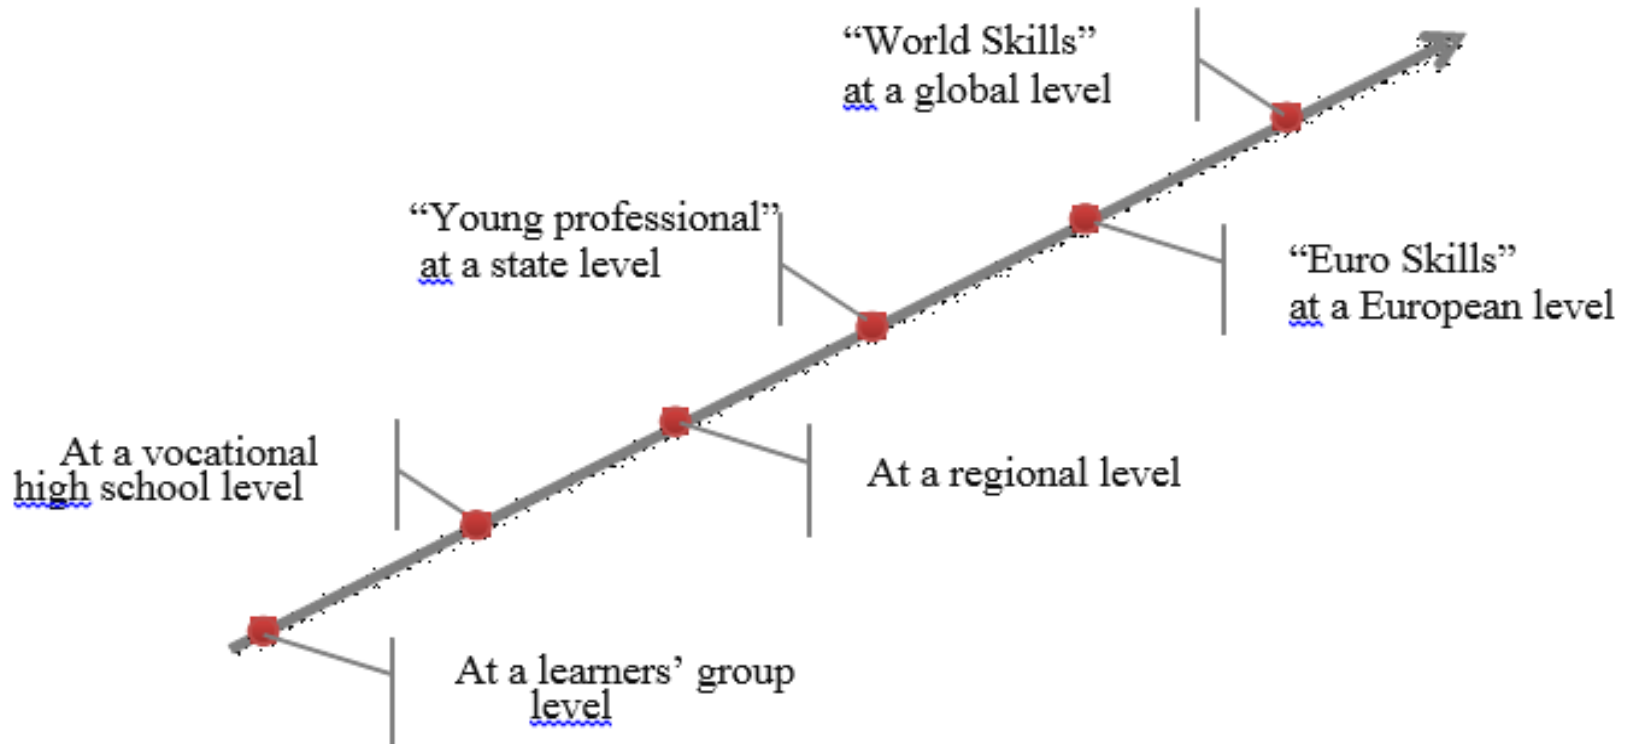 “World Skills”
at a global level
“Young professional”
at a state level
“Euro Skills”
at a European level
At a vocational
high school level
At a regional level
At a learners’ group
level